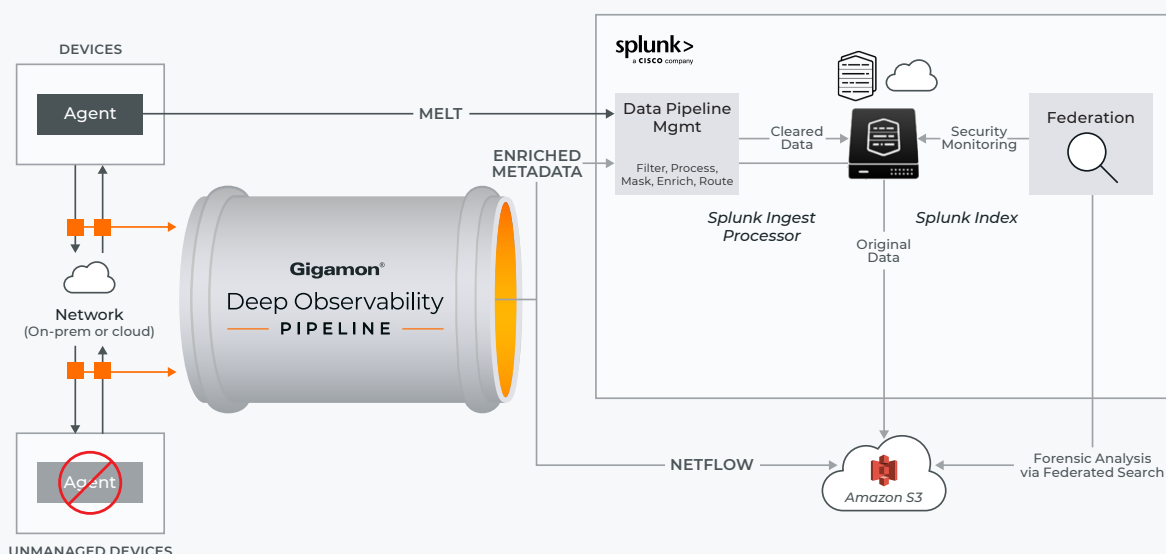 DEVICES
Agent
MELT
splunk>
a CISCO company
Data Pipeline
Mgmt
Filter, Process,
Mask, Enrich, Route
Cleared
Data
Security
Monitoring
Federation
ENRICHED
METADATA
Splunk Ingest
Processor
Splunk Index
Original
Data
Gigamon®
Deep Observability
PIPELINE
Network
(On-prem or cloud)
Agent
UNMANAGED DEVICES
NETFLOW
Amazon S3
Forensic Analysis
via Federated Search